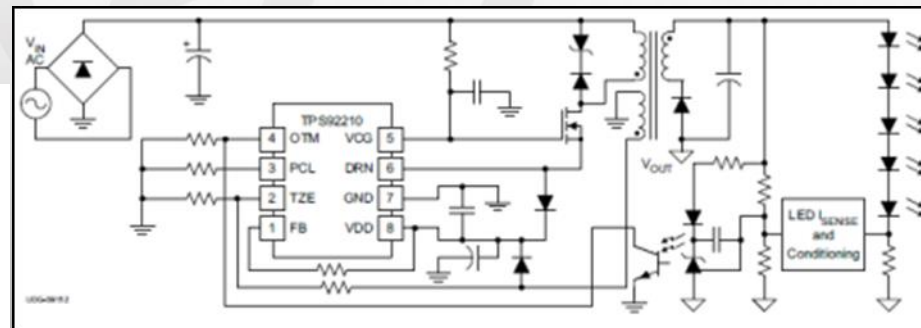 V_IN
AC
TPS92210
4 OTM VCG 5
3 PCL DRN 6
2 TZE GND 7
1 FB VDD 8
V_OUT
LED I_SENSE
and
Conditioning